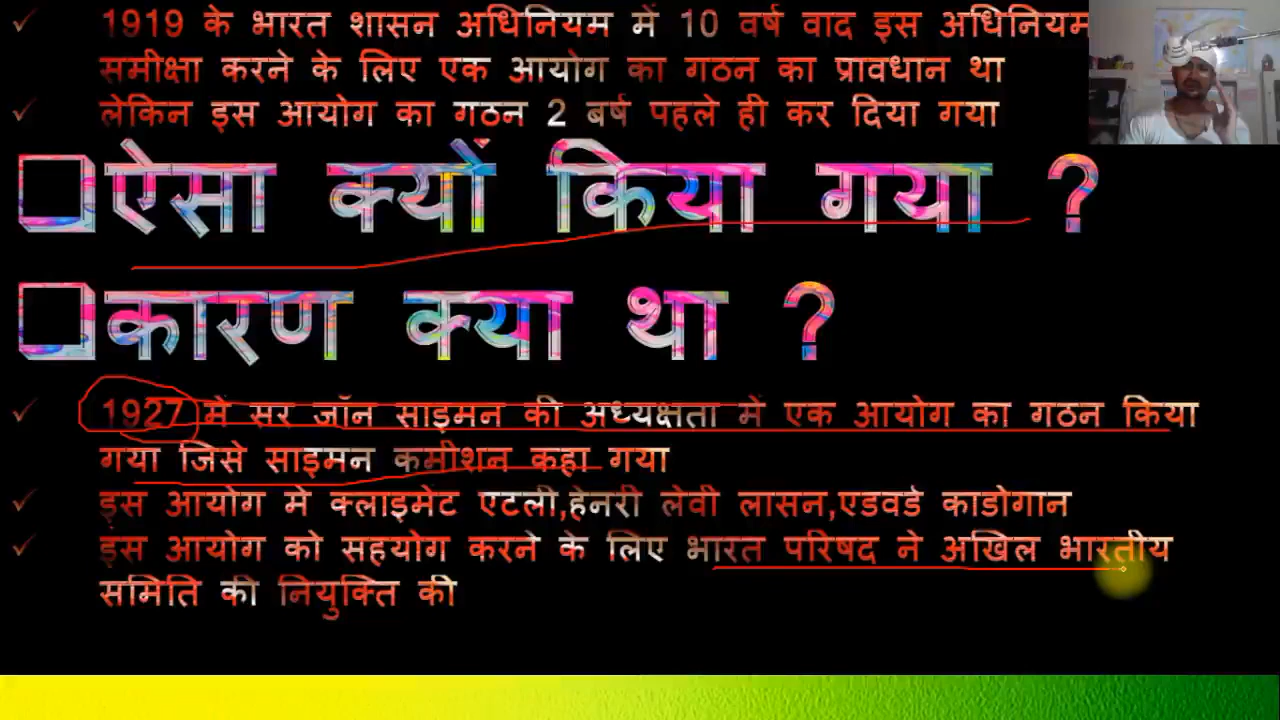 1919 के भारत शासन अधिनियम में 10 वर्ष वाद इस अधिनियम
समीक्षा करने के लिए एक आयोग का गठन का प्रावधान था
लेकिन इस आयोग का गठन 2 बर्ष पहले ही कर दिया गया
ऐसा क्यों किया गया ?
कारण क्या था ?
1927 मे सर जॉन साइमन की अध्यक्षता में एक आयोग का गठन किया
गया जिसे साइमन कमीशन कहा गया
इस आयोग मे क्लाइमेट एटली,हेनरी लेवी लासन,एडवर्ड काडोगान
इस आयोग को सहयोग करने के लिए भारत परिषद ने अखिल भारतीय
समिति की नियुक्ति की